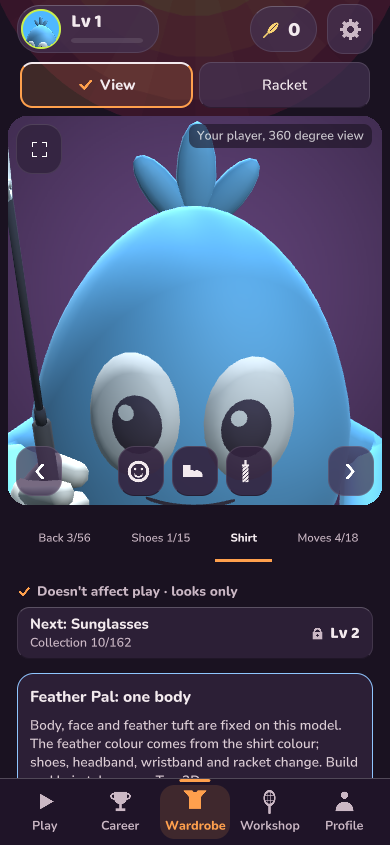 Lv 1
0
View
Racket
Your player, 360 degree view
Back 3/56
Shoes 1/15
Shirt
Moves 4/18
Doesn't affect play · looks only
Next: Sunglasses
Collection 10/162
Lv 2
Feather Pal: one body
Body, face and feather tuft are fixed on this model.
The feather colour comes from the shirt colour;
shoes, headband, wristband and racket change. Build
Play
Career
Wardrobe
Workshop
Profile